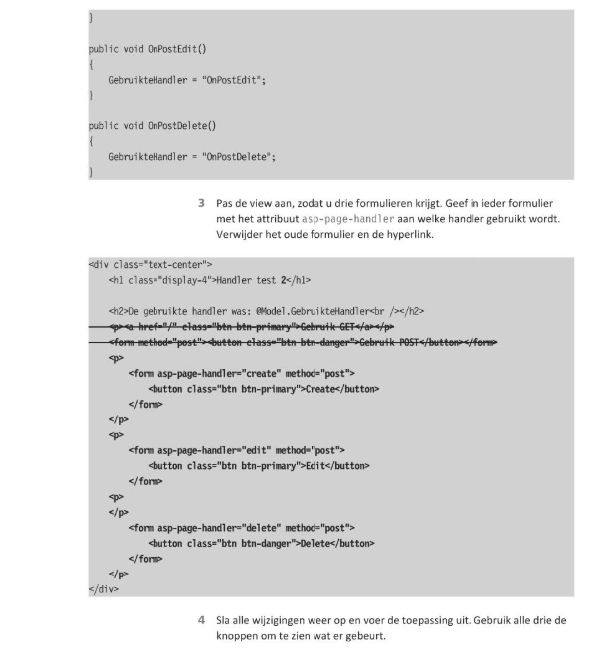 }
public void OnPostEdit()
{
GebruikteHandler = "OnPostEdit";
}
public void OnPostDelete()
{
GebruikteHandler = "OnPostDelete";
}
3 Pas de view aan, zodat u drie formulieren krijgt. Geef in ieder formulier
met het attribuut asp-page-handler aan welke handler gebruikt wordt.
Verwijder het oude formulier en de hyperlink.
<div class="text-center">
<h1 class="display-4">Handler test 2</h1>
<h2>De gebruikte handler was: @Model.GebruikteHandler<br /></h2>
<p><a href="/" class="btn btn-primary">Gebruik GET</a></p>
<form method="post"><button class="btn btn-danger">Gebruik POST</button></form>
<p>
<form asp-page-handler="create" method="post">
<button class="btn btn-primary">Create</button>
</form>
</p>
<p>
<form asp-page-handler="edit" method="post">
<button class="btn btn-primary">Edit</button>
</form>
<p>
</p>
<form asp-page-handler="delete" method="post">
<button class="btn btn-danger">Delete</button>
</form>
</p>
</div>
4 Sla alle wijzigingen weer op en voer de toepassing uit. Gebruik alle drie de
knoppen om te zien wat er gebeurt.